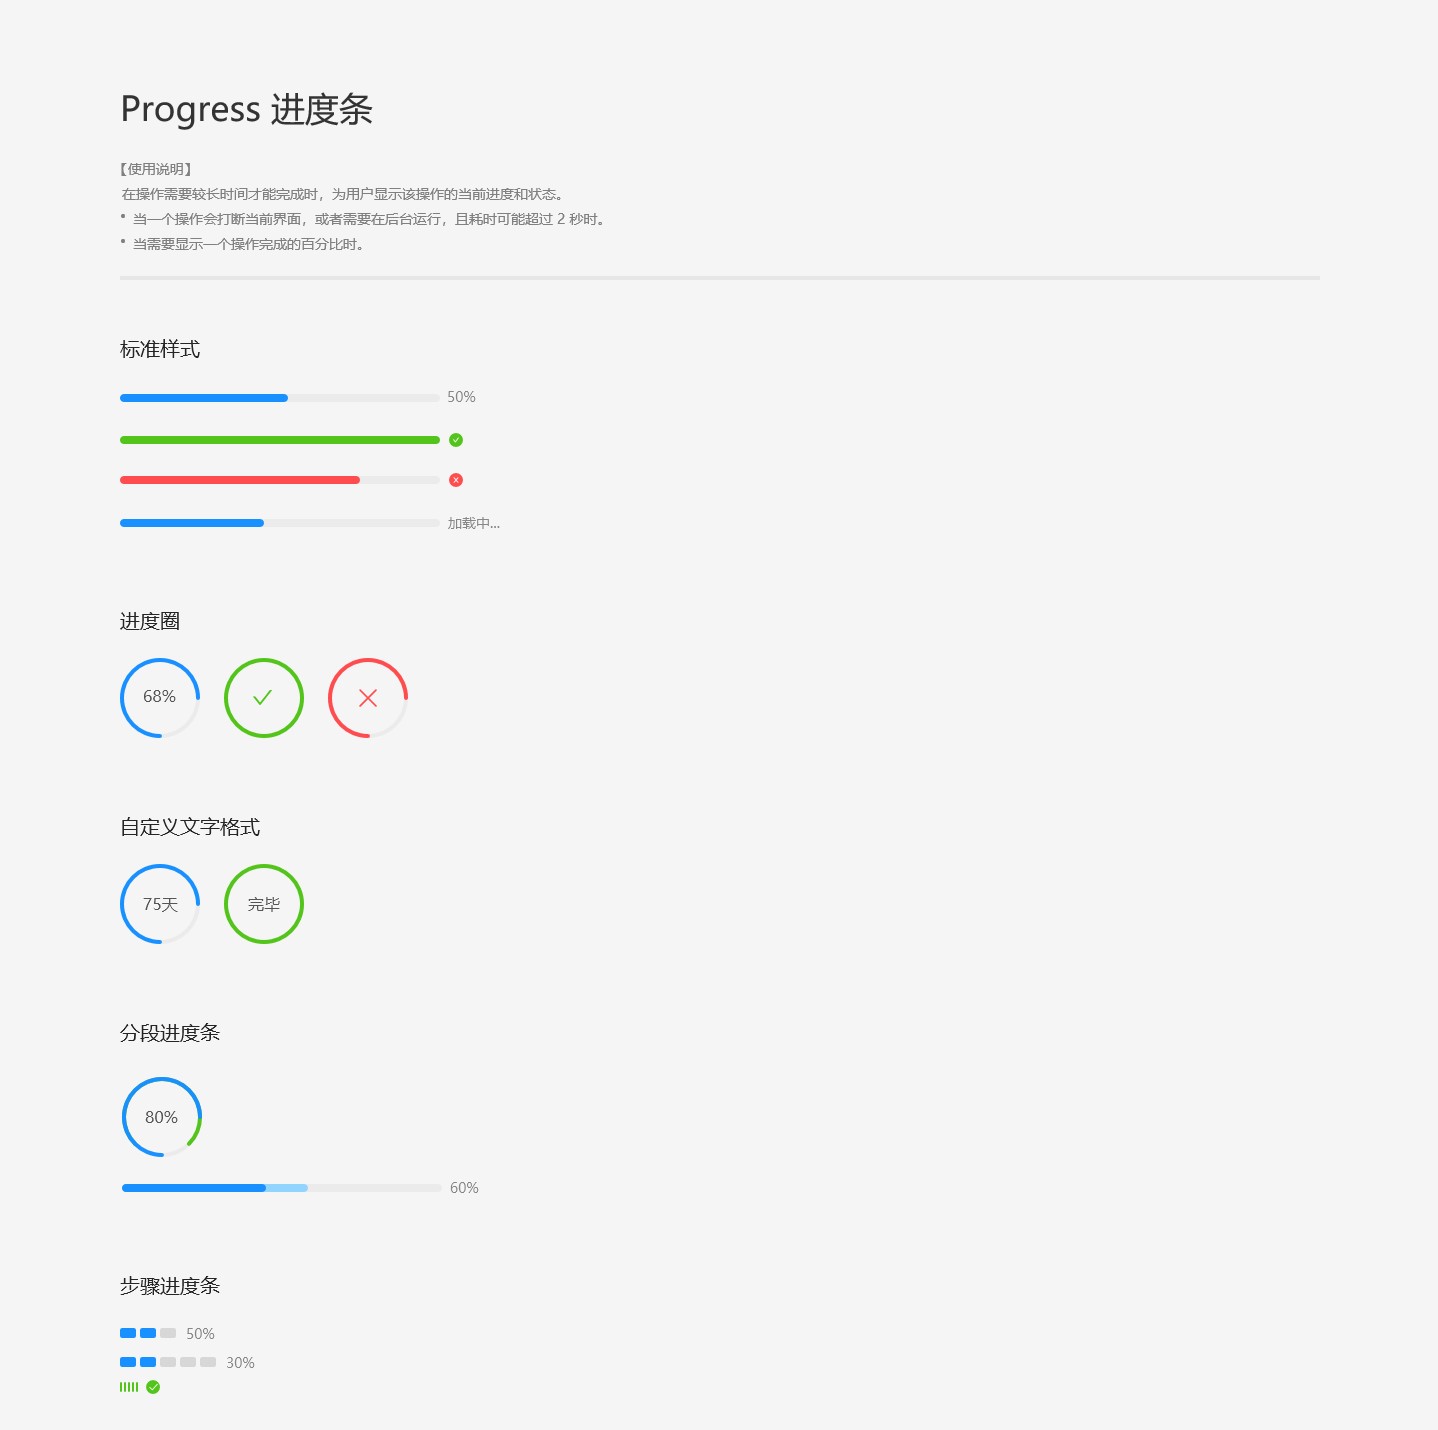 Progress 进度条
【使用说明】
在操作需要较长时间才能完成时，为用户显示该操作的当前进度和状态。
• 当一个操作会打断当前界面，或者需要在后台运行，且耗时可能超过 2 秒时。
• 当需要显示一个操作完成的百分比时。
标准样式
50%
加载中...
进度圈
68%
自定义文字格式
75天 完毕
分段进度条
80%
60%
步骤进度条
50%
30%